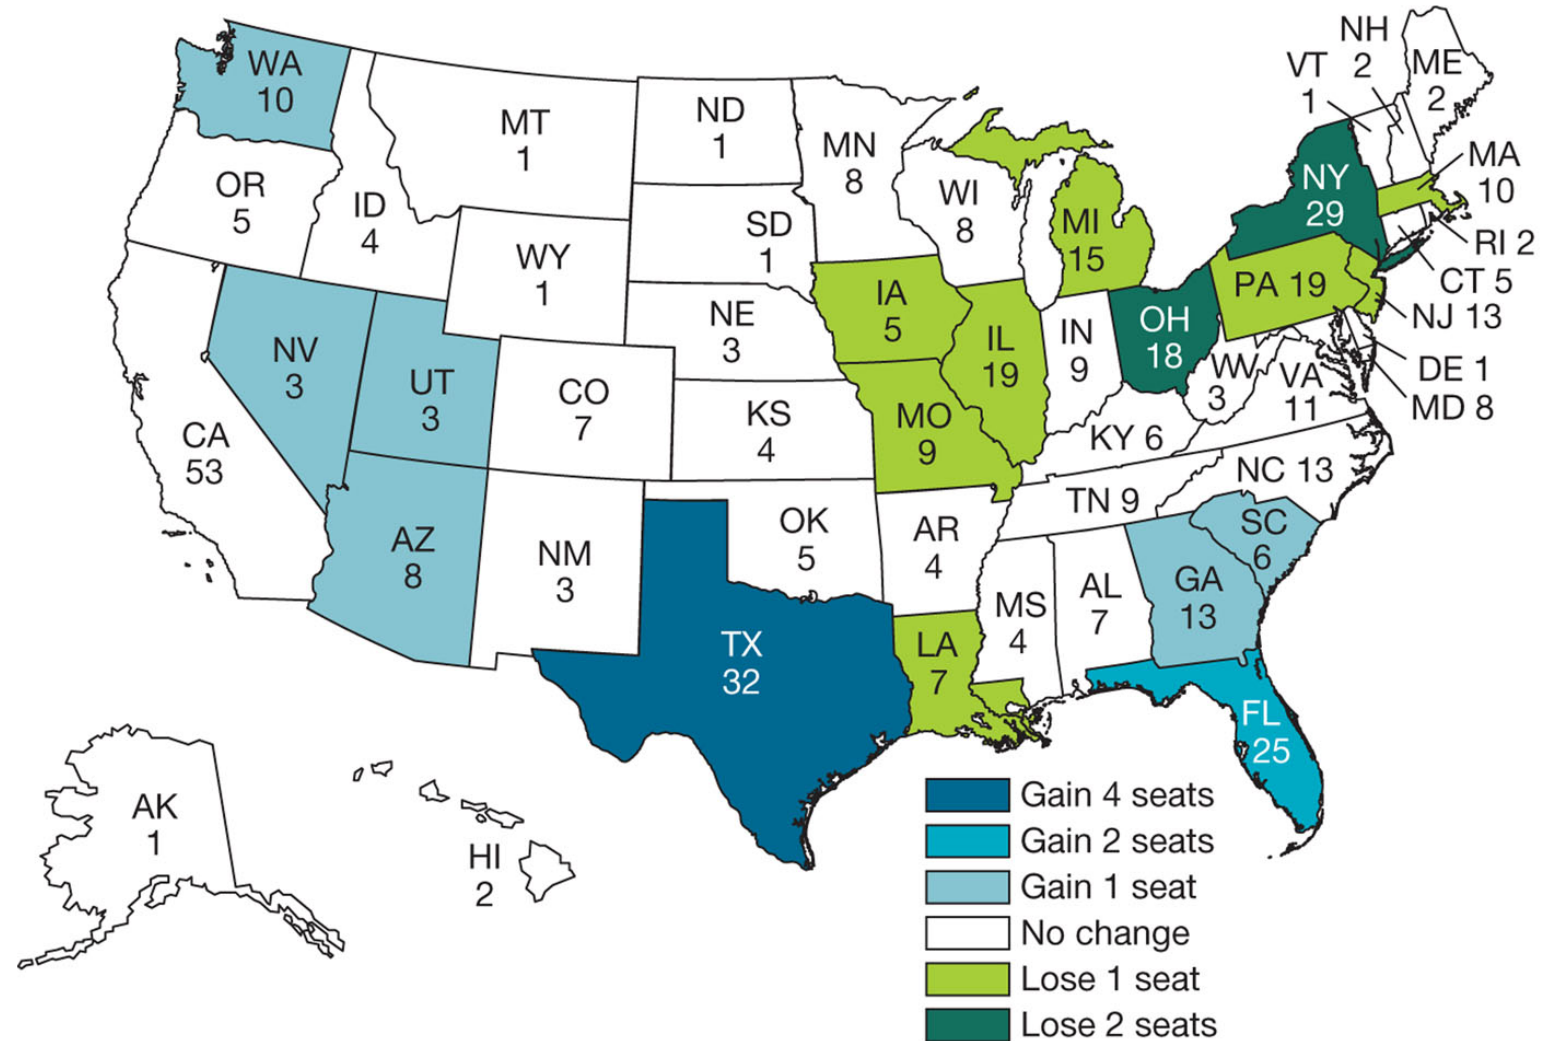 NH
2
VT
1
ME
2
WA
10
MT
1
ND
1
MN
8
OR
5
ID
4
SD
1
WI
8
MI
15
NY
29
MA
10
RI 2
CT 5
NJ 13
DE 1
MD 8
WY
1
NE
3
IA
5
PA 19
NV
3
UT
3
CO
7
KS
4
IL
19
IN
9
OH
18
WV
3
VA
11
CA
53
MO
9
KY 6
NC 13
TN 9
AZ
8
NM
3
OK
5
AR
4
SC
6
GA
13
MS
4
AL
7
TX
32
LA
7
FL
25
AK
1
HI
2
Gain 4 seats
Gain 2 seats
Gain 1 seat
No change
Lose 1 seat
Lose 2 seats